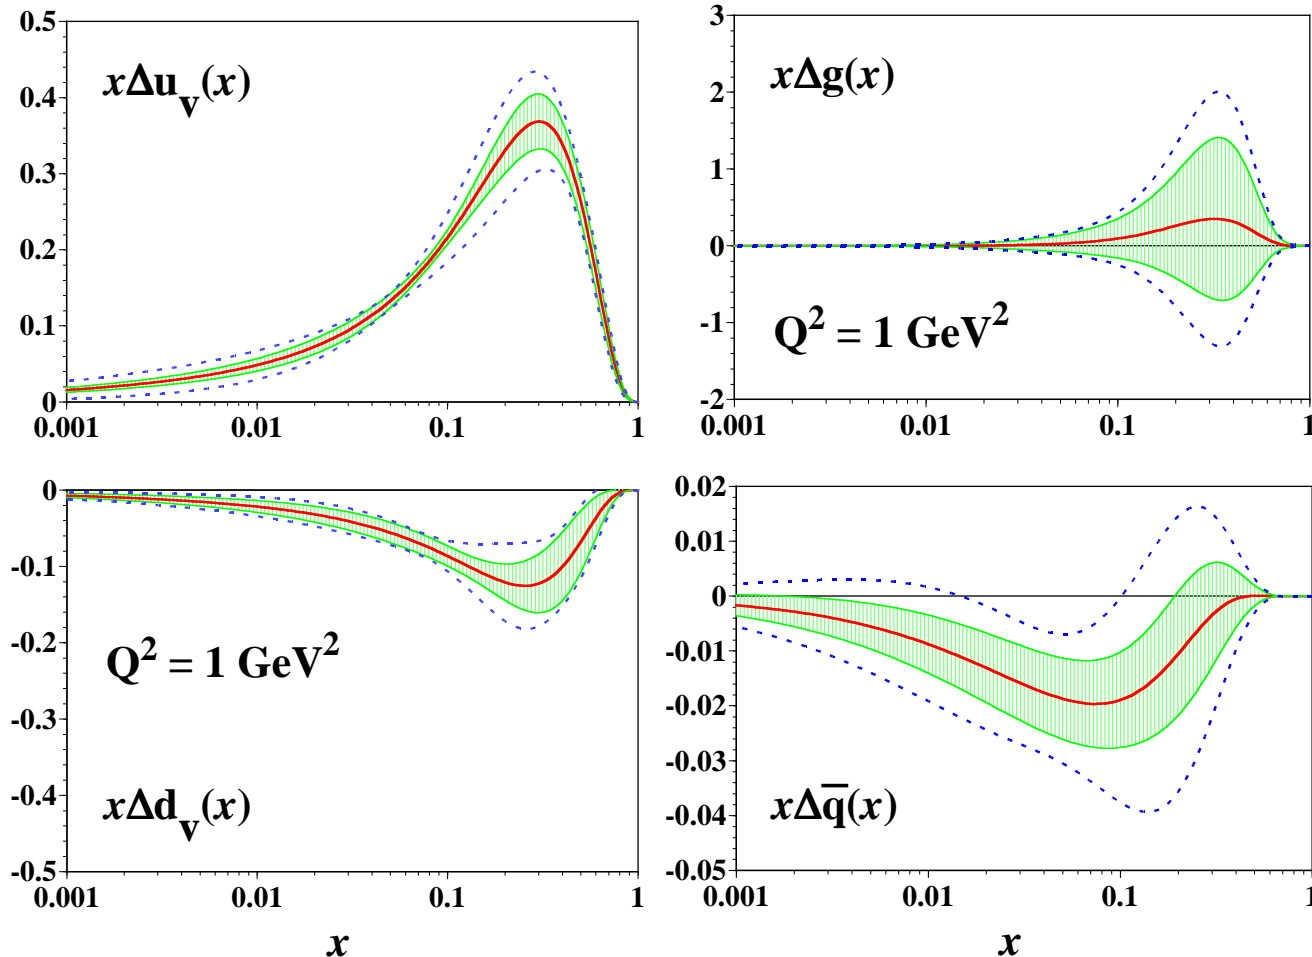 0.5
0.4
0.3
0.2
0.1
0
xΔu_v(x)
0.001 0.01 0.1 1
3
2
1
0
-1
-2
xΔg(x)
Q² = 1 GeV²
0.001 0.01 0.1 1
0
-0.1
-0.2
-0.3
-0.4
-0.5
Q² = 1 GeV²
xΔd_v(x)
0.001 0.01 0.1 1
x
0.02
0.01
0
-0.01
-0.02
-0.03
-0.04
-0.05
xΔq̅(x)
0.001 0.01 0.1 1
x